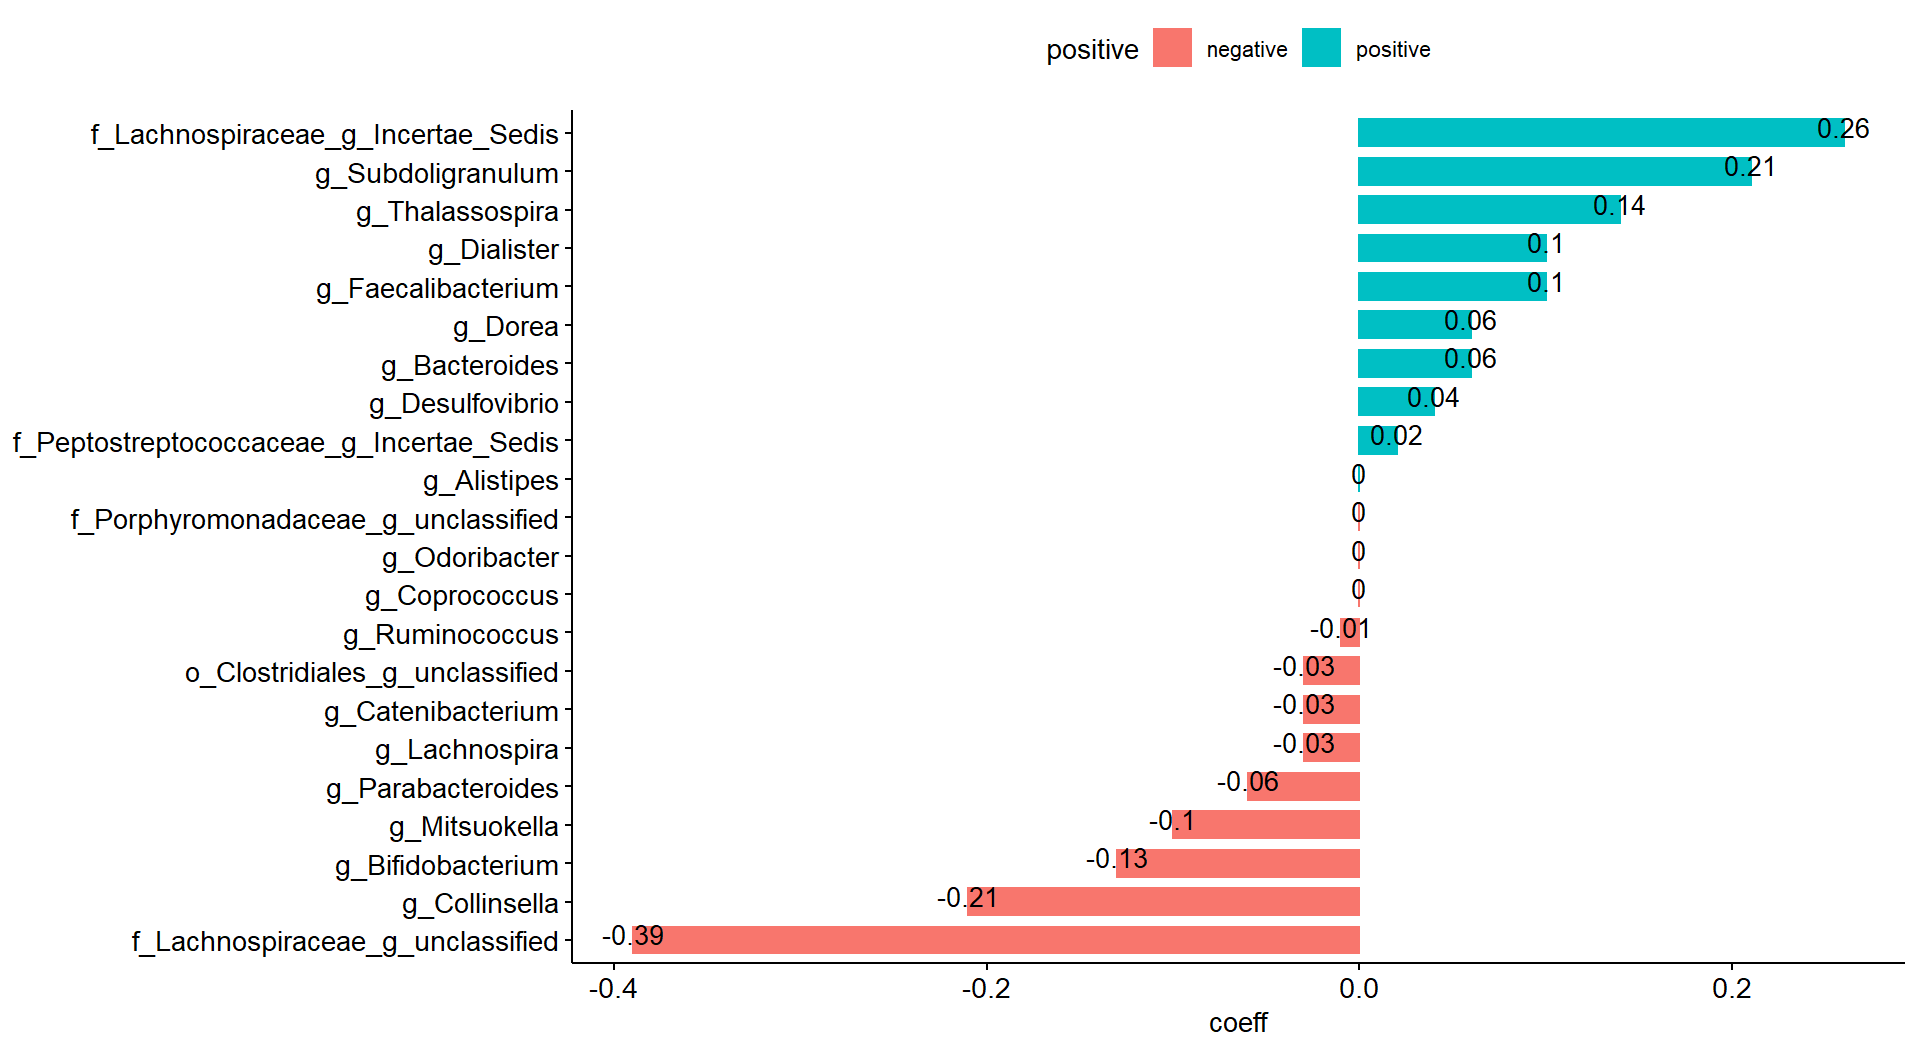 positive negative positive
f_Lachnospiraceae_g_Incertae_Sedis 0.26
g_Subdoligranulum 0.21
g_Thalassospira 0.14
g_Dialister 0.1
g_Faecalibacterium 0.1
g_Dorea 0.06
g_Bacteroides 0.06
g_Desulfovibrio 0.04
f_Peptostreptococcaceae_g_Incertae_Sedis 0.02
g_Alistipes 0
f_Porphyromonadaceae_g_unclassified 0
g_Odoribacter 0
g_Coprococcus 0
g_Ruminococcus -0.01
o_Clostridiales_g_unclassified -0.03
g_Catenibacterium -0.03
g_Lachnospira -0.03
g_Parabacteroides -0.06
g_Mitsuokella -0.1
g_Bifidobacterium -0.13
g_Collinsella -0.21
f_Lachnospiraceae_g_unclassified -0.39
-0.4 -0.2 0.0 0.2
coeff